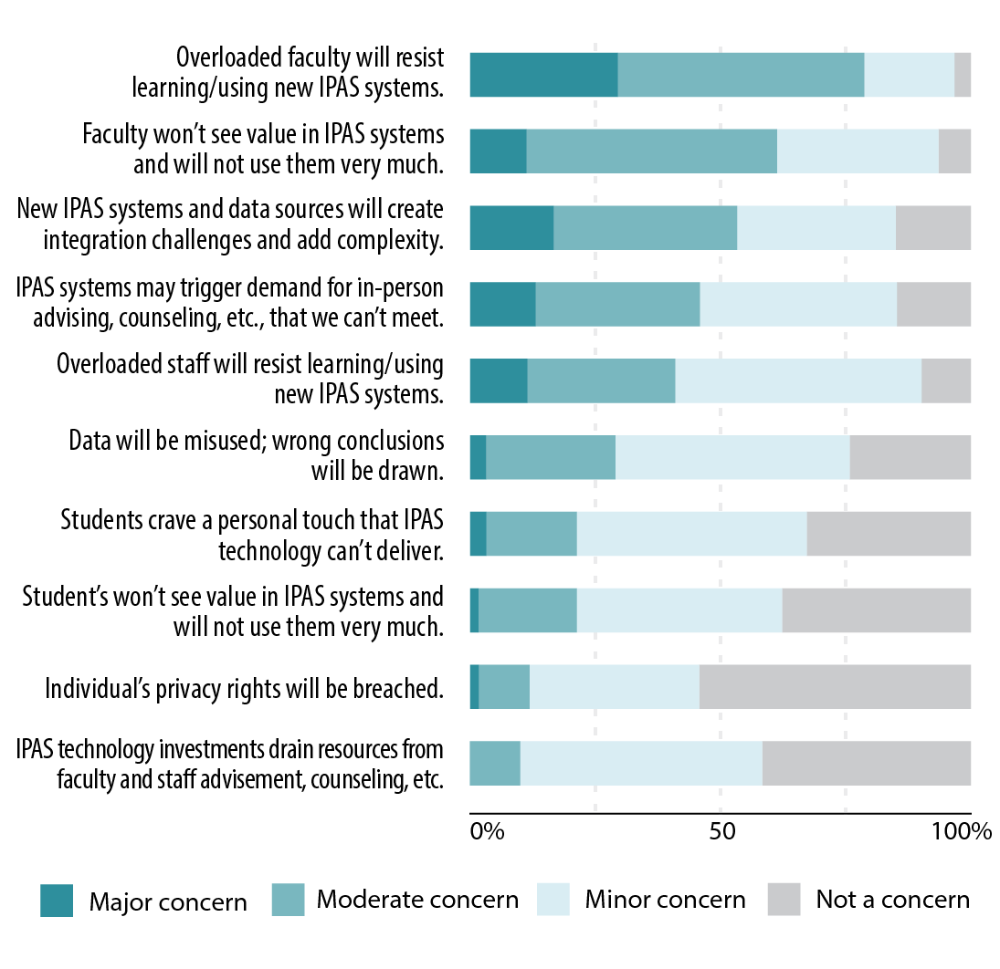 Overloaded faculty will resist
learning/using new IPAS systems.
Faculty won’t see value in IPAS systems
and will not use them very much.
New IPAS systems and data sources will create
integration challenges and add complexity.
IPAS systems may trigger demand for in-person
advising, counseling, etc., that we can’t meet.
Overloaded staff will resist learning/using
new IPAS systems.
Data will be misused; wrong conclusions
will be drawn.
Students crave a personal touch that IPAS
technology can’t deliver.
Student’s won’t see value in IPAS systems and
will not use them very much.
Individual’s privacy rights will be breached.
IPAS technology investments drain resources from
faculty and staff advisement, counseling, etc.
0% 50 100%
Major concern Moderate concern Minor concern Not a concern